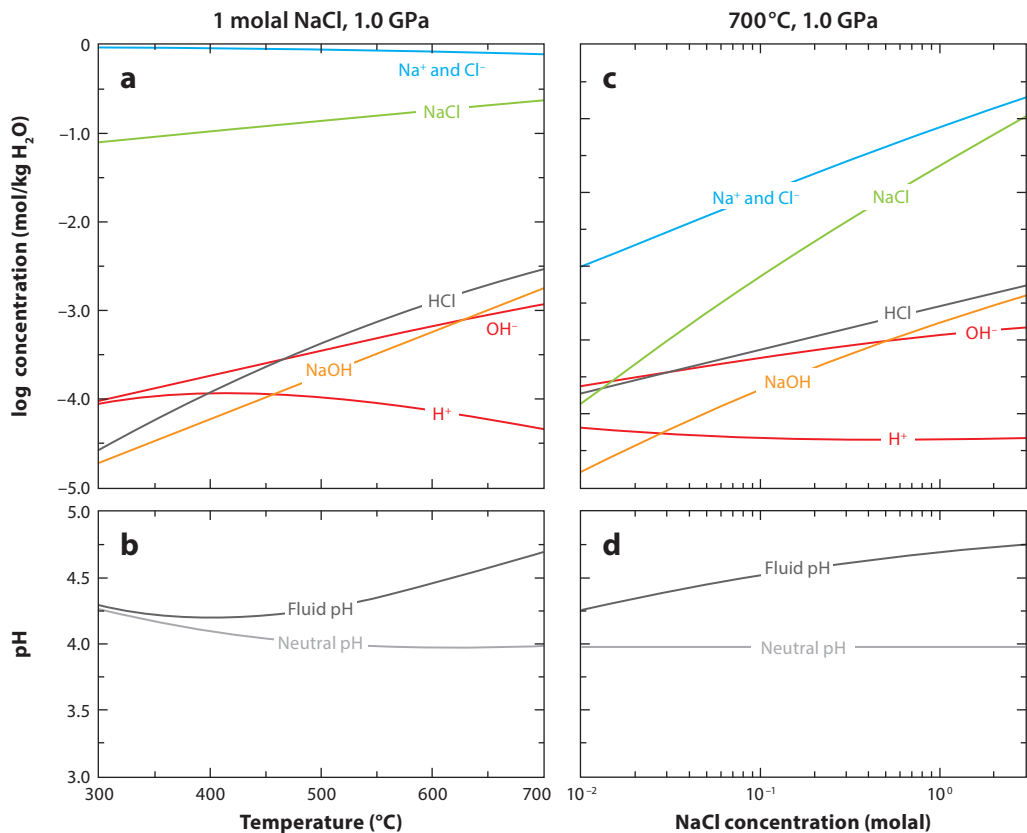 1 molal NaCl, 1.0 GPa
700 °C, 1.0 GPa
log concentration (mol/kg H₂O)
0
–1.0
–2.0
–3.0
–4.0
–5.0
a
Na⁺ and Cl⁻
NaCl
HCl
OH⁻
NaOH
H⁺
c
Na⁺ and Cl⁻
NaCl
HCl
OH⁻
NaOH
H⁺
pH
5.0
4.5
4.0
3.5
3.0
b
Fluid pH
Neutral pH
300
400
500
600
700
Temperature (°C)
d
Fluid pH
Neutral pH
10⁻²
10⁻¹
10⁰
NaCl concentration (molal)